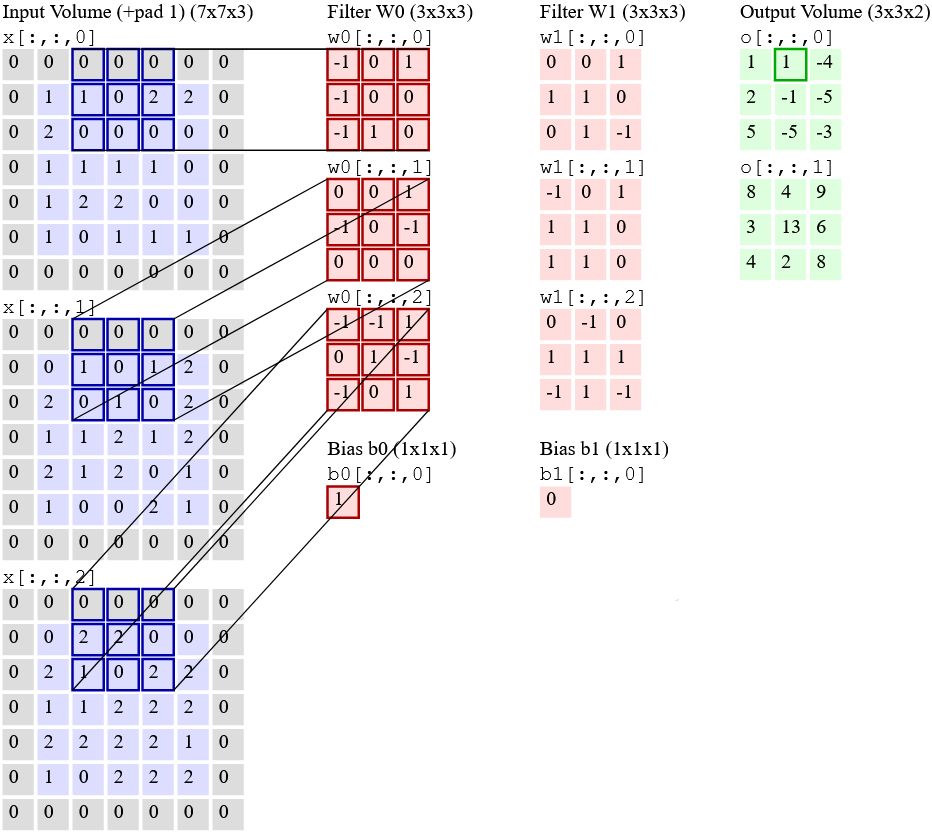 Input Volume (+pad 1) (7x7x3)
x[:,:,0]
0 0 0 0 0 0 0
0 1 1 0 2 2 0
0 2 0 0 0 0 0
0 1 1 1 1 0 0
0 1 2 2 0 0 0
0 1 0 1 1 1 0
0 0 0 0 0 0 0
x[:,:,1]
0 0 0 0 0 0 0
0 0 1 0 1 2 0
0 2 0 1 0 2 0
0 1 1 2 1 2 0
0 2 1 2 0 1 0
0 1 0 0 2 1 0
0 0 0 0 0 0 0
x[:,:,2]
0 0 0 0 0 0 0
0 0 2 2 0 0 0
0 2 1 0 2 2 0
0 1 1 2 2 2 0
0 2 2 2 2 1 0
0 1 0 2 2 2 0
0 0 0 0 0 0 0
Filter W0 (3x3x3)
w0[:,:,0]
-1 0 1
-1 0 0
-1 1 0
w0[:,:,1]
0 0 1
-1 0 -1
0 0 0
w0[:,:,2]
-1 -1 1
0 1 -1
-1 0 1
Bias b0 (1x1x1)
b0[:,:,0]
1
Filter W1 (3x3x3)
w1[:,:,0]
0 0 1
1 1 0
0 1 -1
w1[:,:,1]
-1 0 1
1 1 0
1 1 0
w1[:,:,2]
0 -1 0
1 1 1
-1 1 -1
Bias b1 (1x1x1)
b1[:,:,0]
0
Output Volume (3x3x2)
o[:,:,0]
1 1 -4
2 -1 -5
5 -5 -3
o[:,:,1]
8 4 9
3 13 6
4 2 8